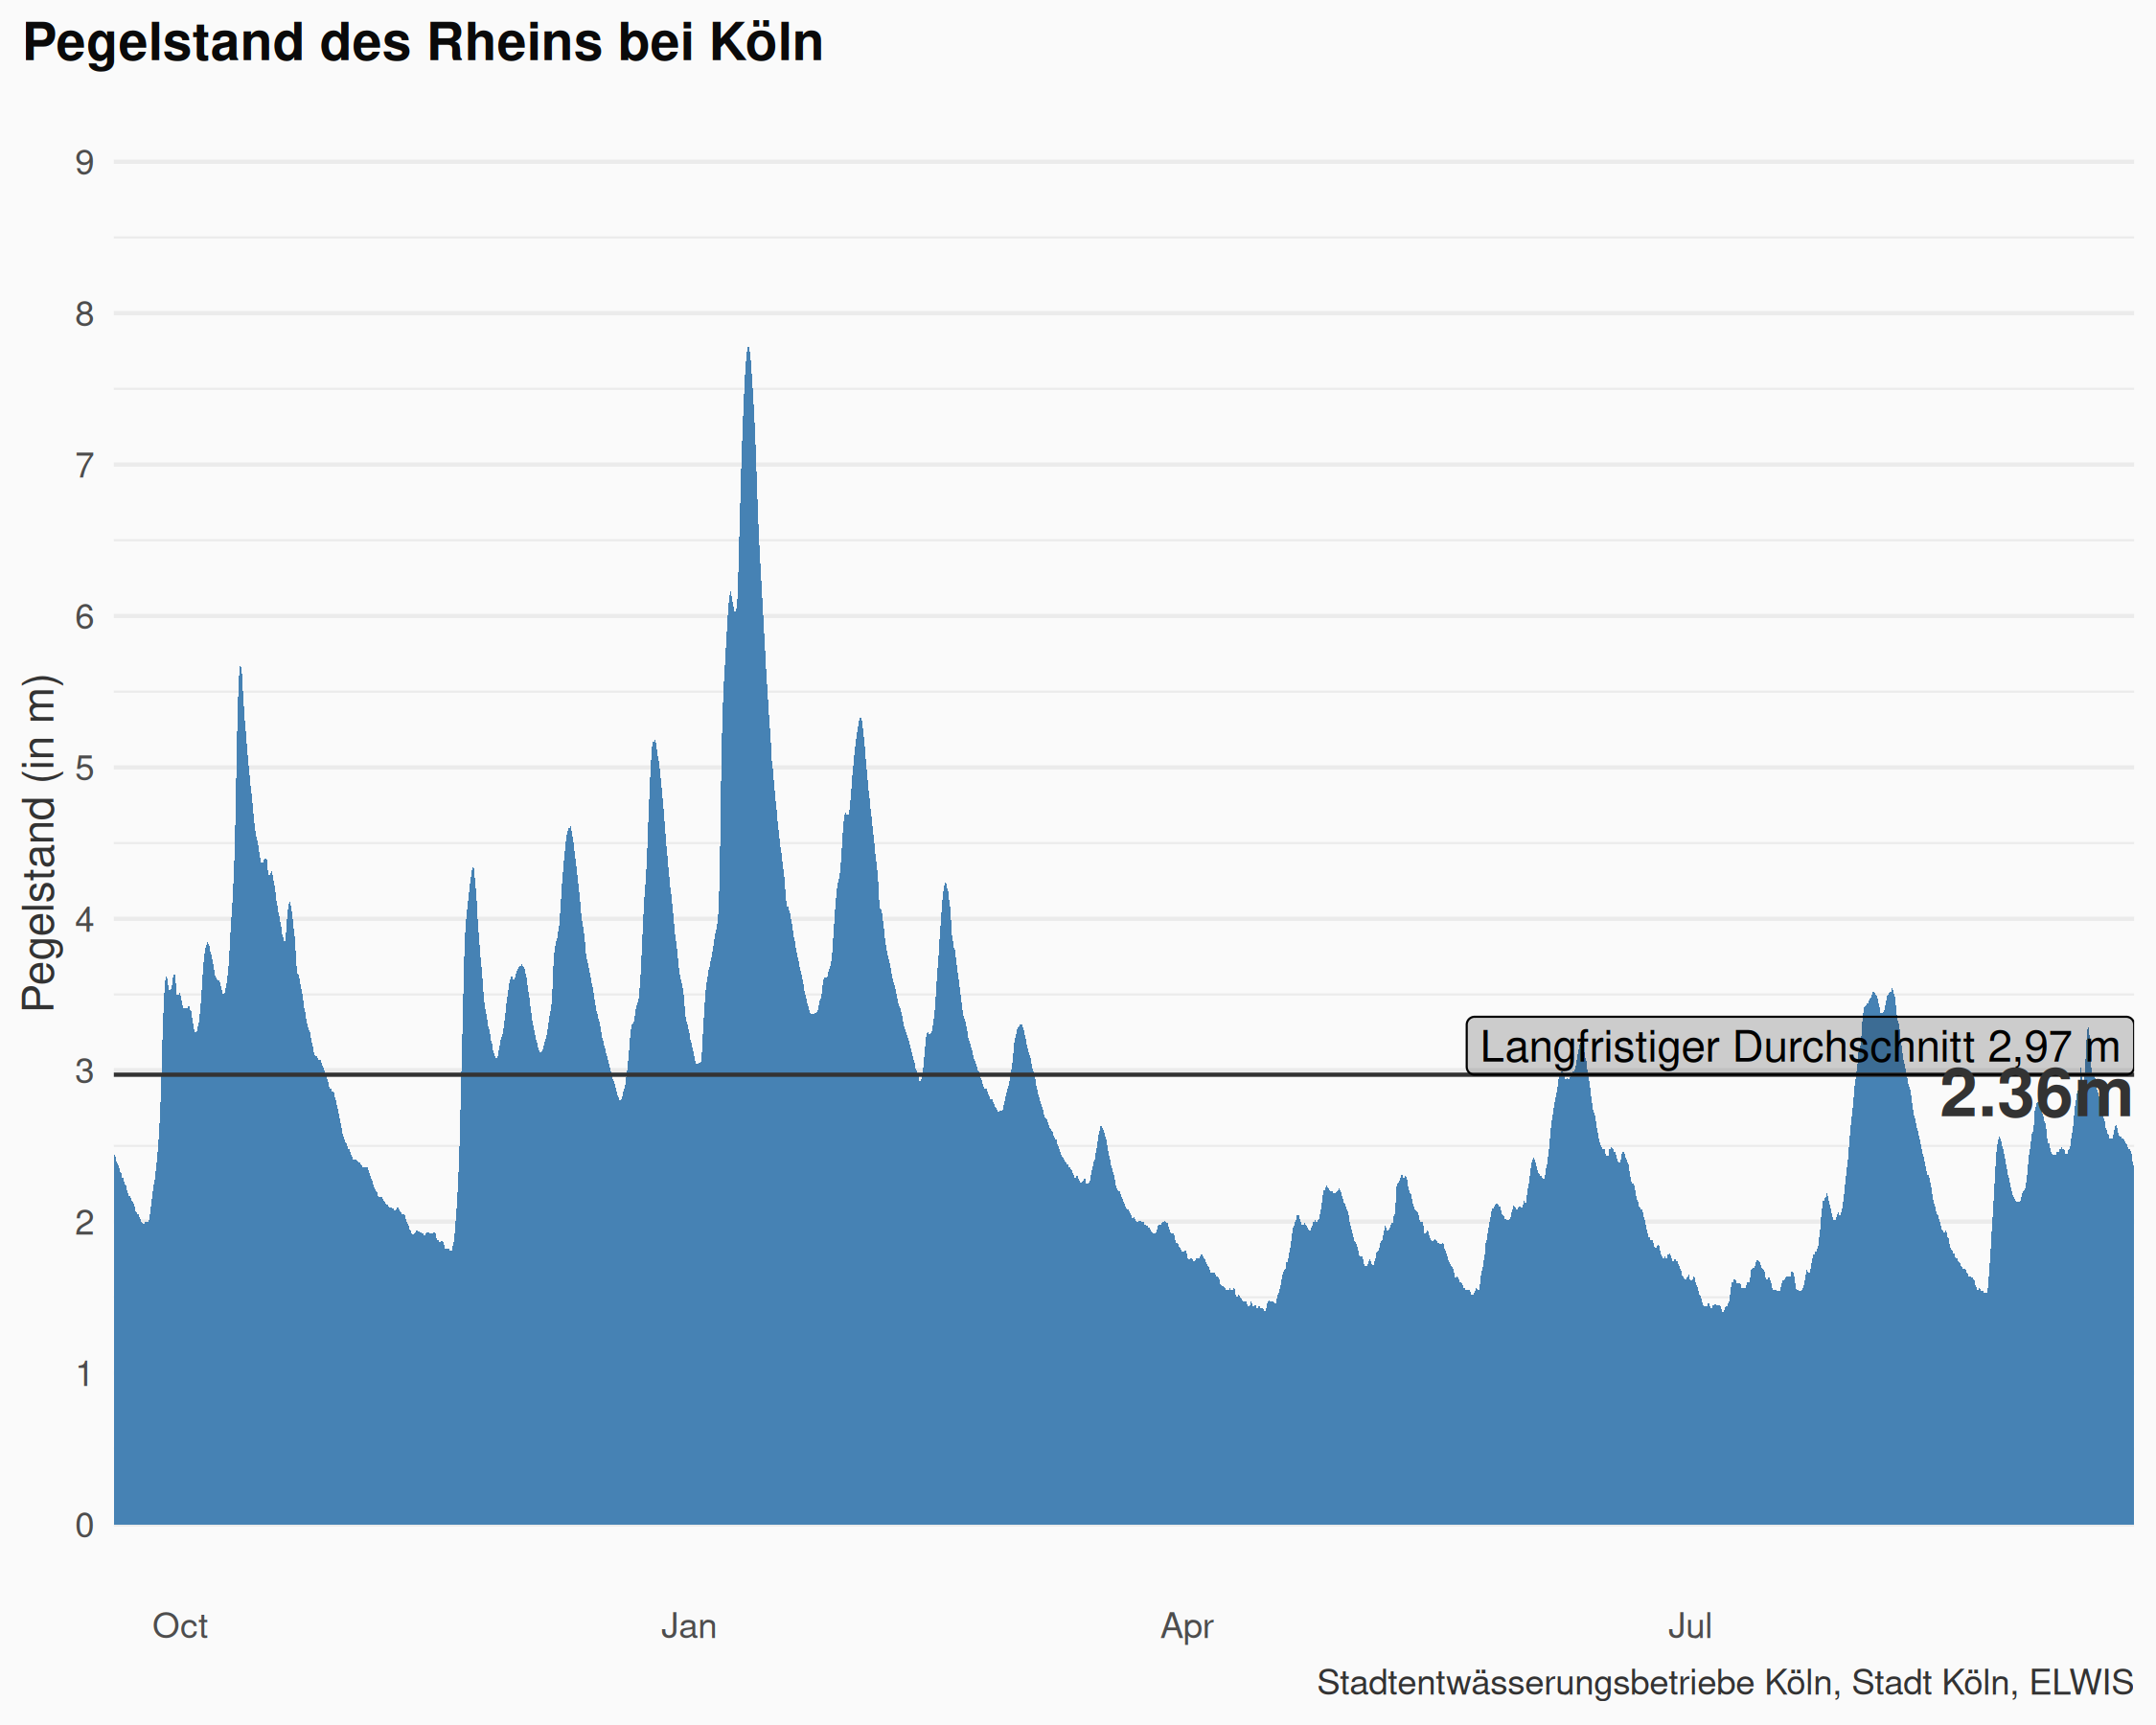 Pegelstand des Rheins bei Köln
Pegelstand (in m)
9
8
7
6
5
4
3
2
1
0
Langfristiger Durchschnitt 2,97 m
2.36m
Oct Jan Apr Jul
Stadtentwässerungsbetriebe Köln, Stadt Köln, ELWIS